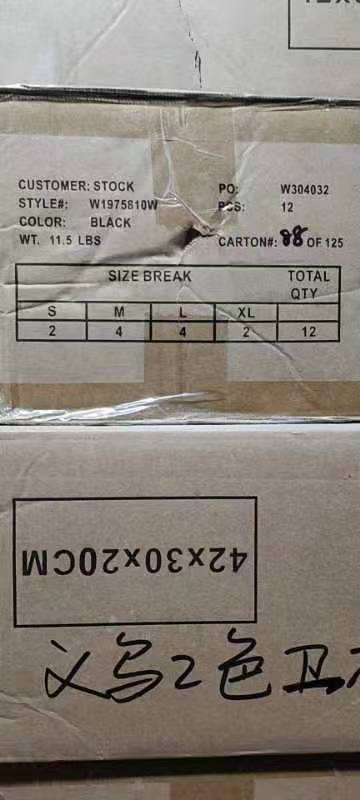 CUSTOMER: STOCK PO: W304032
STYLE#: W1975810W PCS: 12
COLOR: BLACK
WT. 11.5 LBS CARTON#: 88 OF 125
SIZE BREAK TOTAL QTY
S M L XL
2 4 4 2 12
42x30x20CM
义乌2色